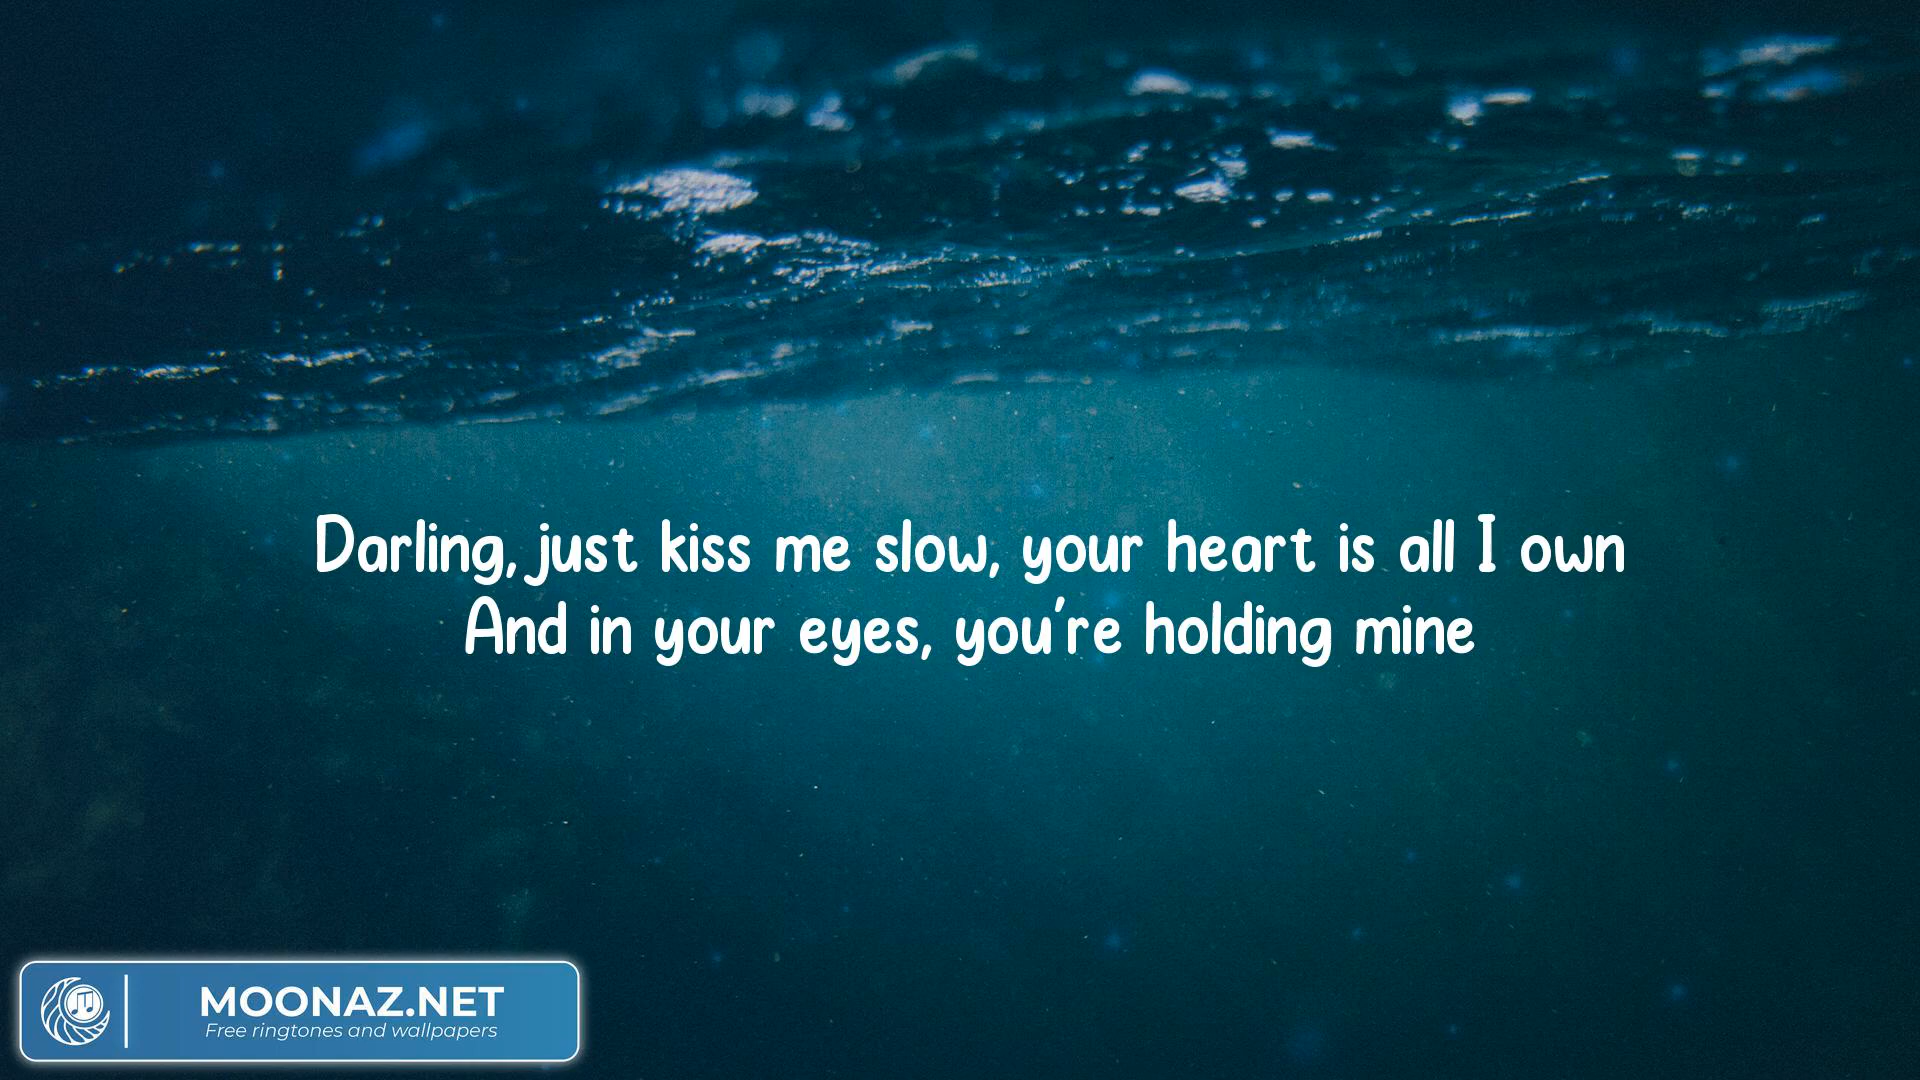 Darling, just kiss me slow, your heart is all I own
And in your eyes, you're holding mine
MOONAZ.NET
Free ringtones and wallpapers